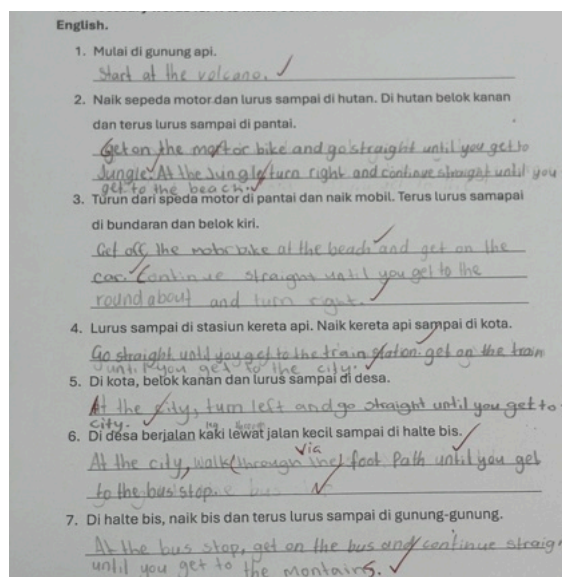 English.
1. Mulai di gunung api.
Start at the volcano.
2. Naik sepeda motor dan lurus sampai di hutan. Di hutan belok kanan
dan terus lurus sampai di pantai.
Get on the mortor bike and go straight until you get to
Jungle. At the Jungle turn right and continue straight until you
get to the beach.
3. Turun dari speda motor di pantai dan naik mobil. Terus lurus samapai
di bundaran dan belok kiri.
Get off the motorbike at the beach and get on the
car. Continue straight until you get to the
round about and turn right.
4. Lurus sampai di stasiun kereta api. Naik kereta api sampai di kota.
Go straight until you get to the train station. get on the train
until you get to the city.
5. Di kota, belok kanan dan lurus sampai di desa.
At the city, turn left and go straight until you get to
city.
6. Di desa berjalan kaki lewat jalan kecil sampai di halte bis.
via
At the city, walk (through the) foot Path until you get
to the bus stop.
7. Di halte bis, naik bis dan terus lurus sampai di gunung-gunung.
At the bus stop, get on the bus and continue straig
until you get to the montains.